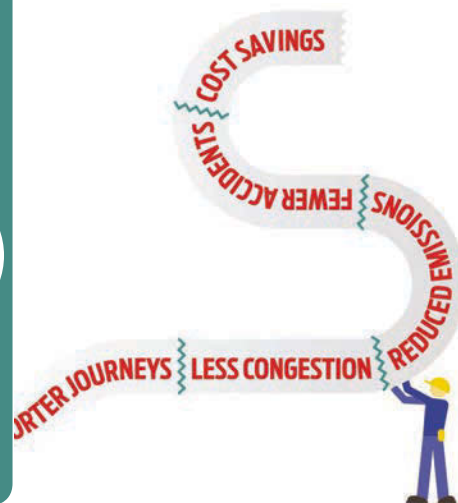 COST SAVINGS
FEWER ACCIDENTS
REDUCED EMISSIONS
LESS CONGESTION
JOURNEYS